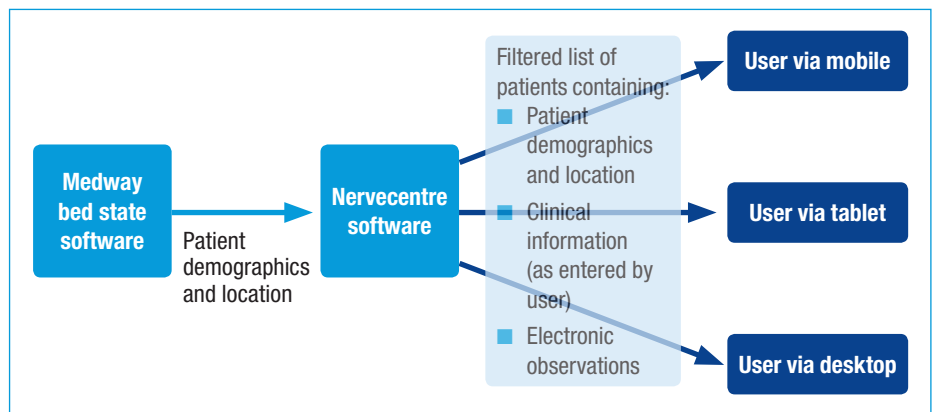 Medway
bed state
software
Patient
demographics
and location
Nervecentre
software
Filtered list of
patients containing:
Patient
demographics
and location
Clinical
information
(as entered by
user)
Electronic
observations
User via mobile
User via tablet
User via desktop